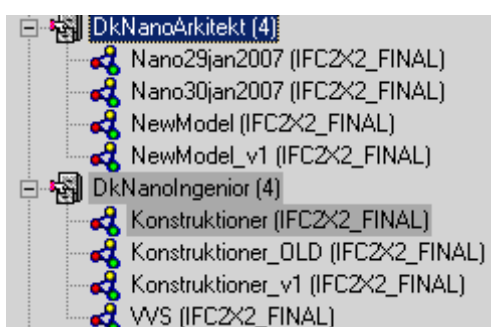 DkNanoArkitekt (4)
Nano29jan2007 (IFC2X2_FINAL)
Nano30jan2007 (IFC2X2_FINAL)
NewModel (IFC2X2_FINAL)
NewModel_v1 (IFC2X2_FINAL)
DkNanoIngenior (4)
Konstruktioner (IFC2X2_FINAL)
Konstruktioner_OLD (IFC2X2_FINAL)
Konstruktioner_v1 (IFC2X2_FINAL)
VVS (IFC2X2_FINAL)